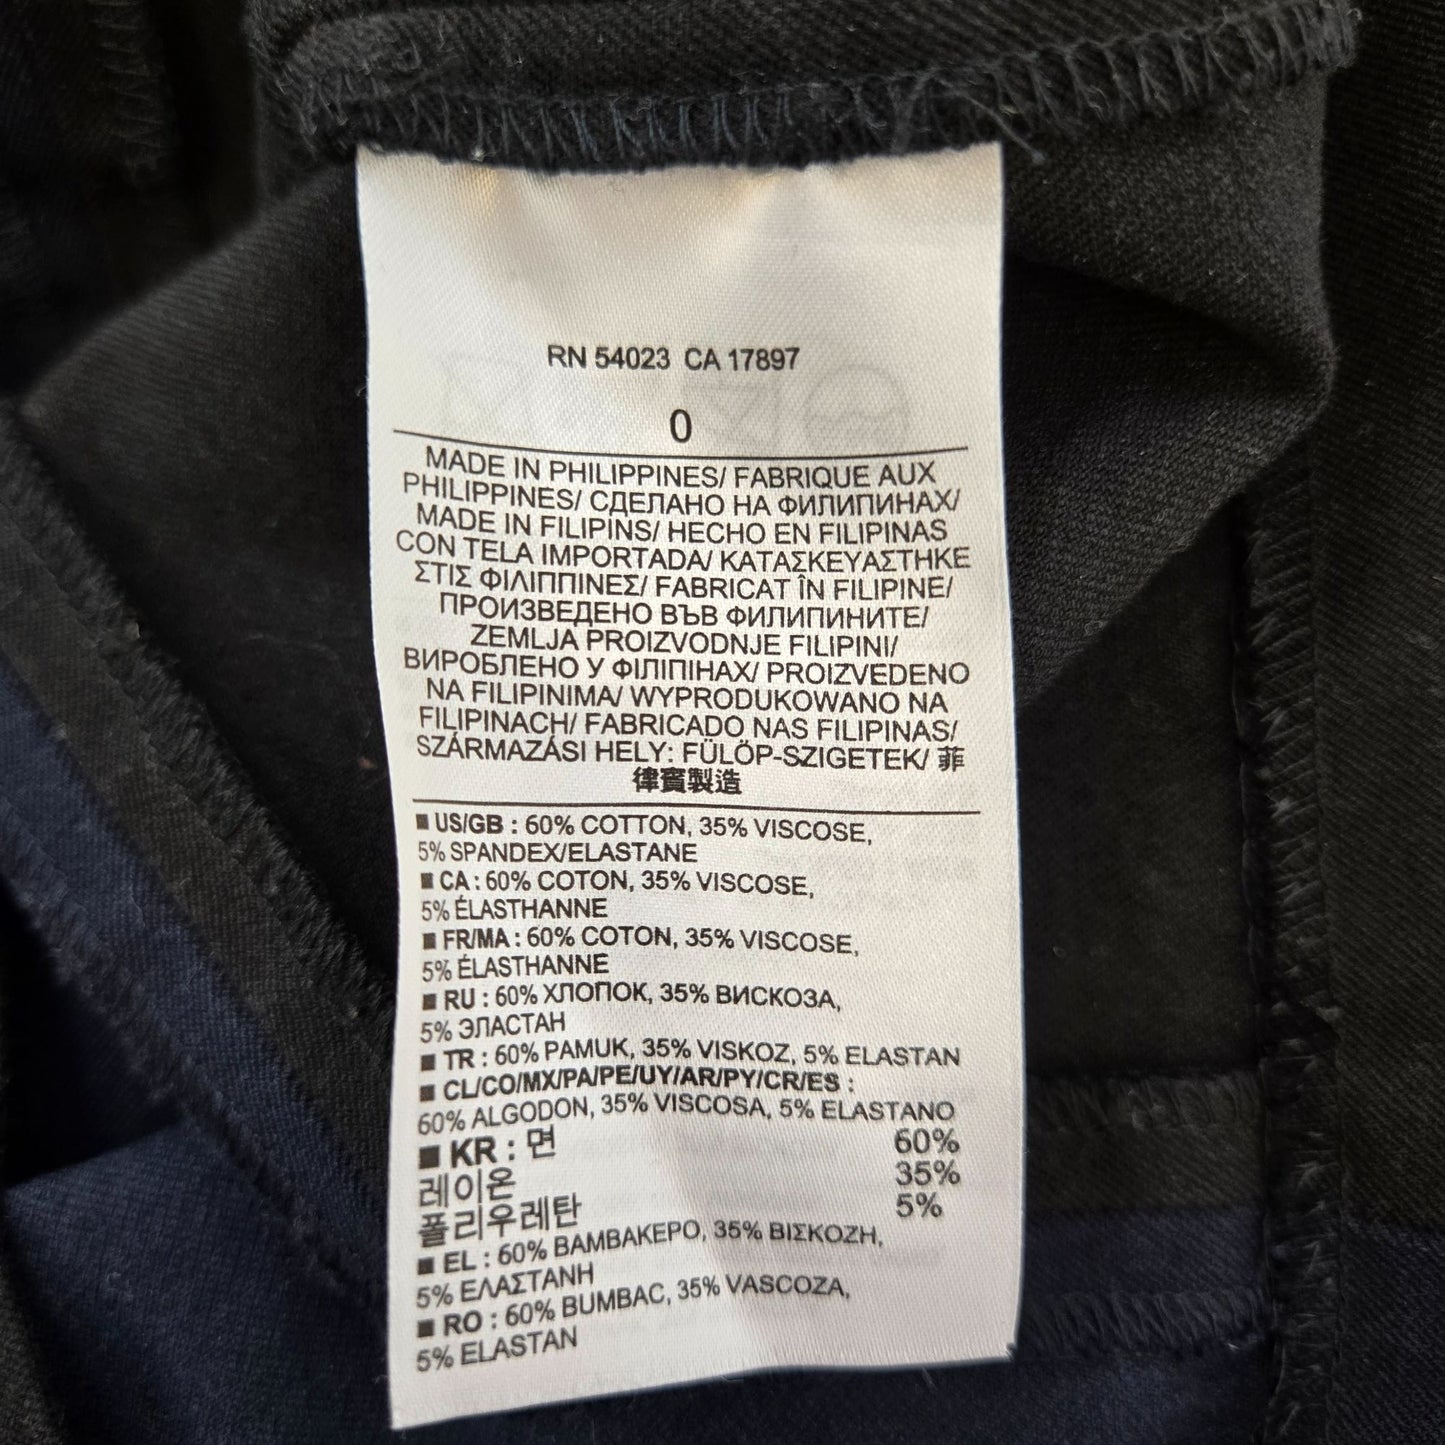 RN 54023 CA 17897
0
MADE IN PHILIPPINES/ FABRIQUE AUX
PHILIPPINES/ СДЕЛАНО НА ФИЛИПИНАХ/
MADE IN FILIPINS/ HECHO EN FILIPINAS
CON TELA IMPORTADA/ ΚΑΤΑΣΚΕΥΑΣΤΗΚΕ
ΣΤΙΣ ΦΙΛΙΠΠΙΝΕΣ/ FABRICAT ÎN FILIPINE/
ПРОИЗВЕДЕНО ВЪВ ФИЛИПИНИТЕ/
ZEMLJA PROIZVODNJE FILIPINI/
ВИРОБЛЕНО У ФІЛІПІНАХ/ PROIZVEDENO
NA FILIPINIMA/ WYPRODUKOWANO NA
FILIPINACH/ FABRICADO NAS FILIPINAS/
SZÁRMAZÁSI HELY: FÜLÖP-SZIGETEK/ 菲
律賓製造
■ US/GB : 60% COTTON, 35% VISCOSE,
5% SPANDEX/ELASTANE
■ CA : 60% COTON, 35% VISCOSE,
5% ÉLASTHANNE
■ FR/MA : 60% COTON, 35% VISCOSE,
5% ÉLASTHANNE
■ RU : 60% ХЛОПОК, 35% ВИСКОЗА,
5% ЭЛАСТАН
■ TR : 60% PAMUK, 35% VISKOZ, 5% ELASTAN
■ CL/CO/MX/PA/PE/UY/AR/PY/CR/ES :
60% ALGODON, 35% VISCOSA, 5% ELASTANO
■ KR : 면 60%
레이온 35%
폴리우레탄 5%
■ EL : 60% ΒΑΜΒΑΚΕΡΟ, 35% ΒΙΣΚΟΖΗ,
5% ΕΛΑΣΤΑΝΗ
■ RO : 60% BUMBAC, 35% VASCOZA,
5% ELASTAN